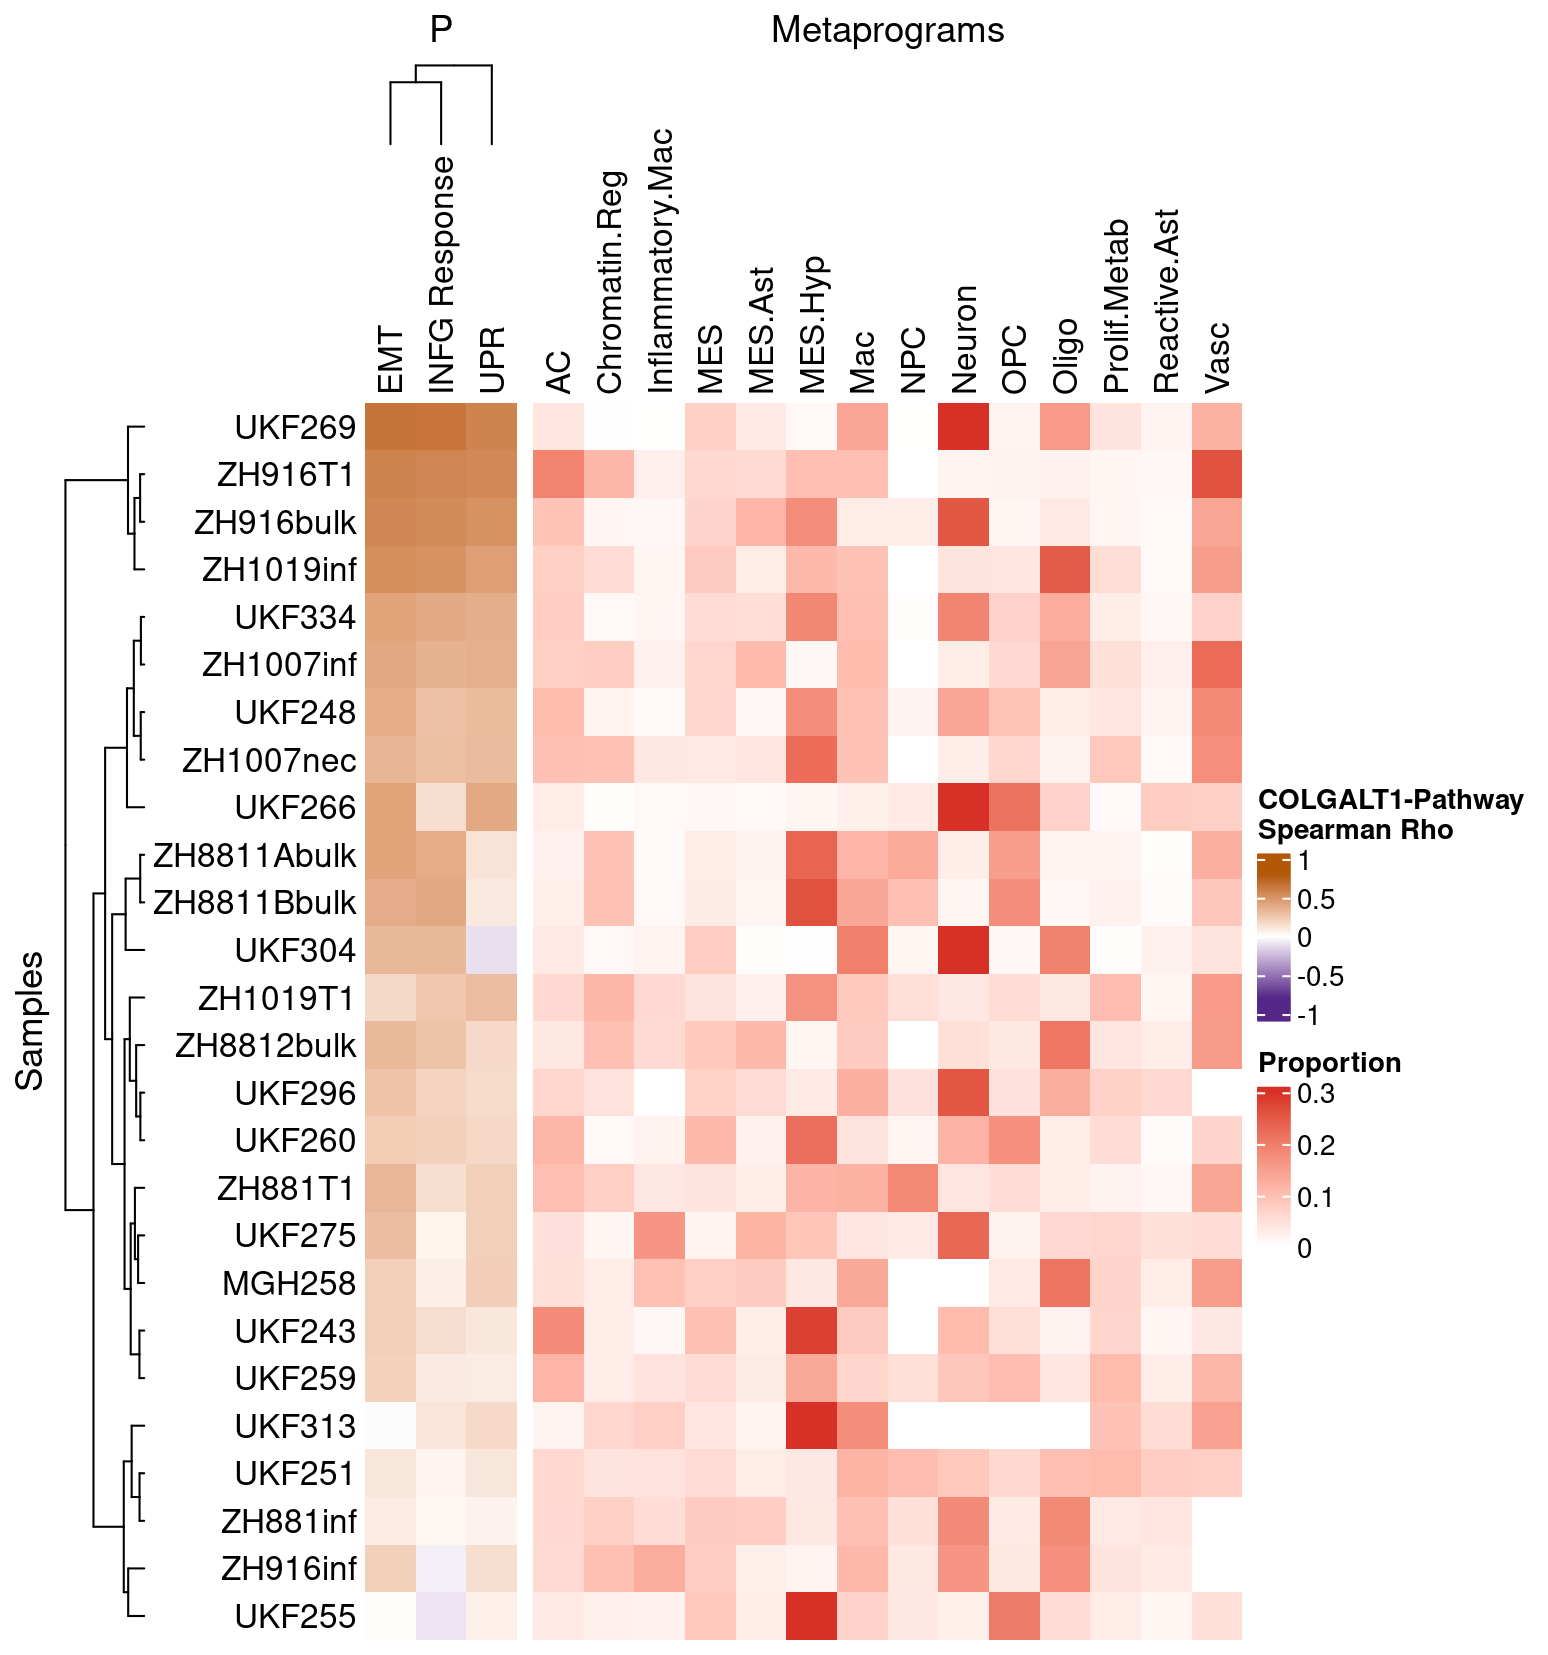 P
Metaprograms
EMT
INFG Response
UPR
AC
Chromatin.Reg
Inflammatory.Mac
MES
MES.Ast
MES.Hyp
Mac
NPC
Neuron
OPC
Oligo
Prolif.Metab
Reactive.Ast
Vasc
Samples
UKF269
ZH916T1
ZH916bulk
ZH1019inf
UKF334
ZH1007inf
UKF248
ZH1007nec
UKF266
ZH8811Abulk
ZH8811Bbulk
UKF304
ZH1019T1
ZH8812bulk
UKF296
UKF260
ZH881T1
UKF275
MGH258
UKF243
UKF259
UKF313
UKF251
ZH881inf
ZH916inf
UKF255
COLGALT1-Pathway
Spearman Rho
1
0.5
0
-0.5
-1
Proportion
0.3
0.2
0.1
0